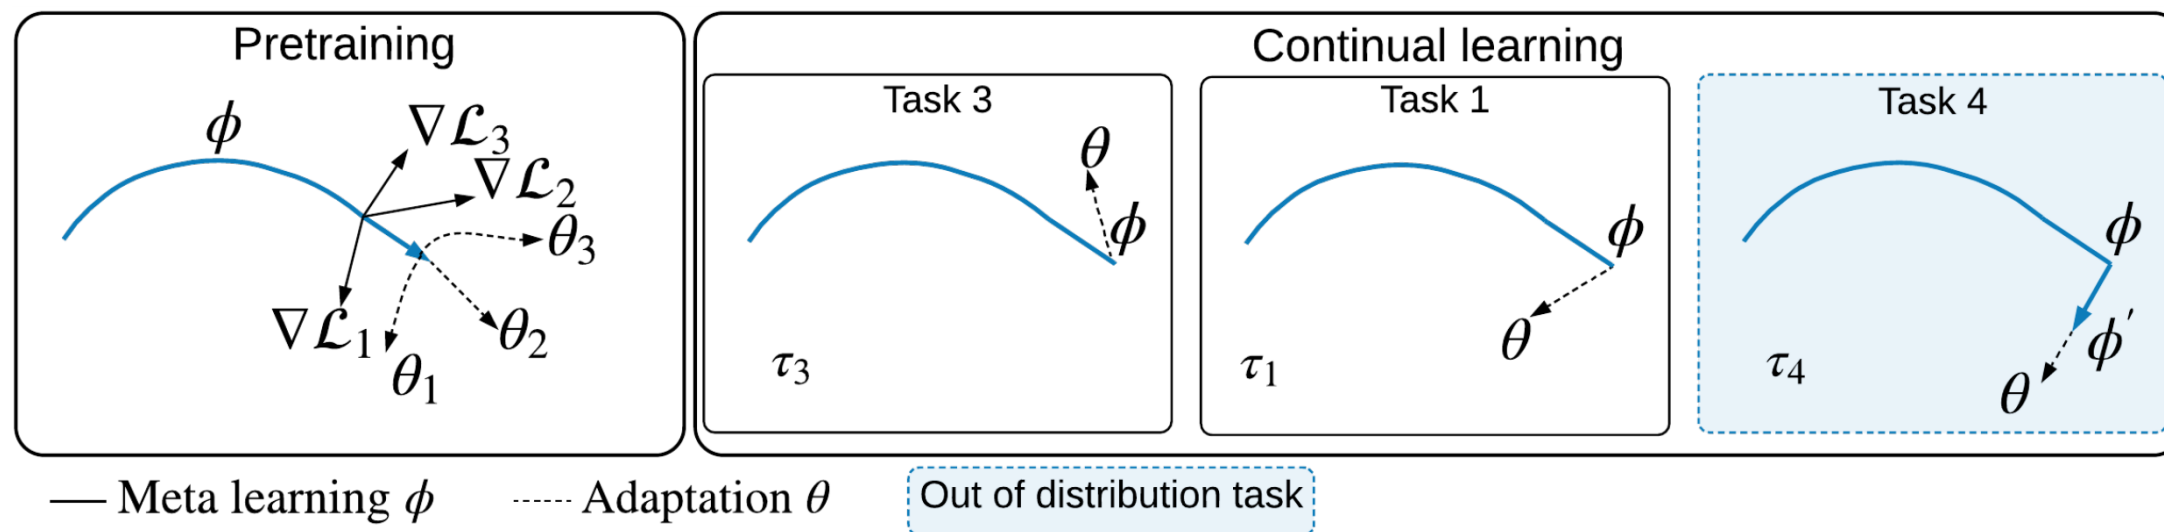 Pretraining
ϕ
∇ℒ₃
∇ℒ₂
θ₃
∇ℒ₁
θ₂
θ₁
Continual learning
Task 3
θ
ϕ
τ₃
Task 1
ϕ
θ
τ₁
Task 4
ϕ
ϕ′
τ₄
θ
Meta learning ϕ
Adaptation θ
Out of distribution task